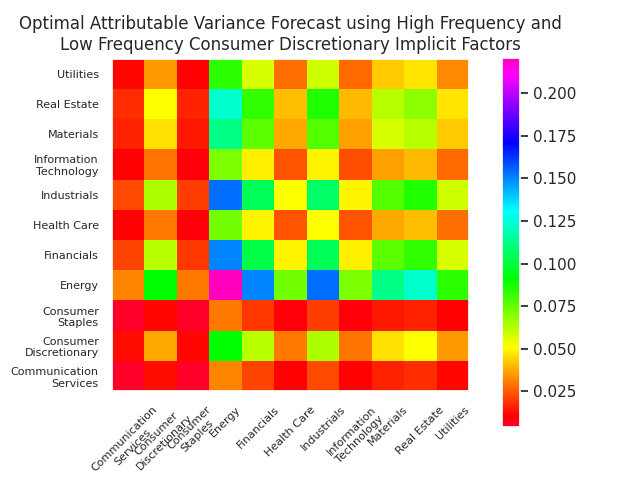 Optimal Attributable Variance Forecast using High Frequency and
Low Frequency Consumer Discretionary Implicit Factors
Utilities
Real Estate
Materials
Information
Technology
Industrials
Health Care
Financials
Energy
Consumer
Staples
Consumer
Discretionary
Communication
Services
0.200
0.175
0.150
0.125
0.100
0.075
0.050
0.025
Communication
Services
Consumer
Discretionary
Consumer
Staples
Energy
Financials
Health Care
Industrials
Information
Technology
Materials
Real Estate
Utilities